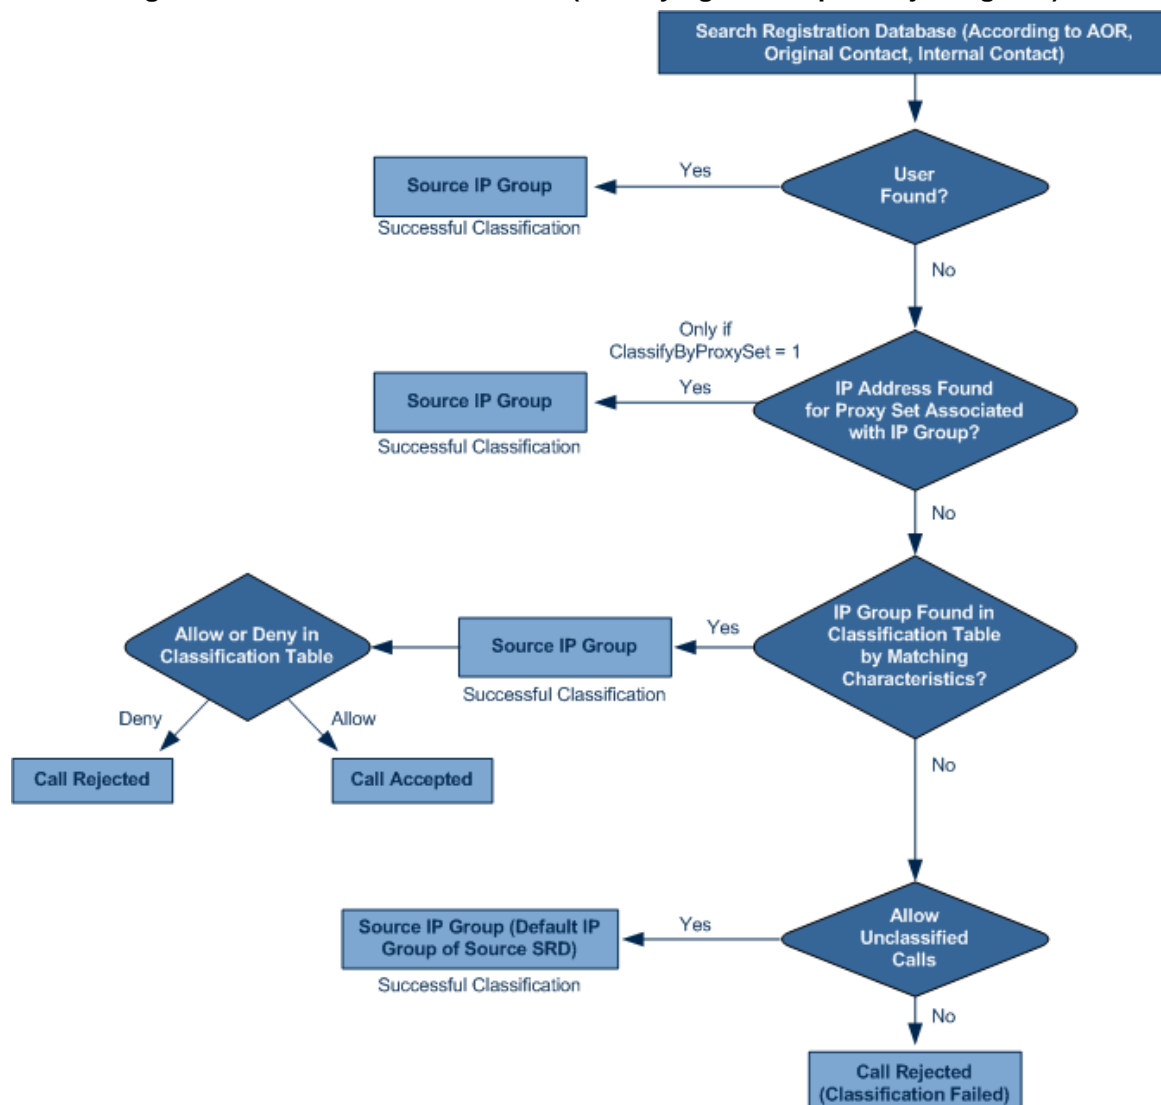 Search Registration Database (According to AOR,
Original Contact, Internal Contact)
User
Found?
Yes
Source IP Group
Successful Classification
No
Only if
ClassifyByProxySet = 1
Yes
IP Address Found
for Proxy Set Associated
with IP Group?
Source IP Group
Successful Classification
No
IP Group Found in
Classification Table
by Matching
Characteristics?
Yes
Source IP Group
Successful Classification
Allow or Deny in
Classification Table
Deny
Allow
Call Rejected
Call Accepted
No
Allow
Unclassified
Calls
Yes
Source IP Group (Default IP
Group of Source SRD)
Successful Classification
No
Call Rejected
(Classification Failed)